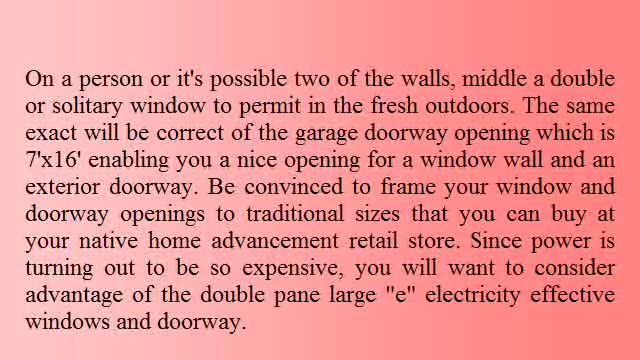 On a person or it's possible two of the walls, middle a double
or solitary window to permit in the fresh outdoors. The same
exact will be correct of the garage doorway opening which is
7'x16' enabling you a nice opening for a window wall and an
exterior doorway. Be convinced to frame your window and
doorway openings to traditional sizes that you can buy at
your native home advancement retail store. Since power is
turning out to be so expensive, you will want to consider
advantage of the double pane large "e" electricity effective
windows and doorway.